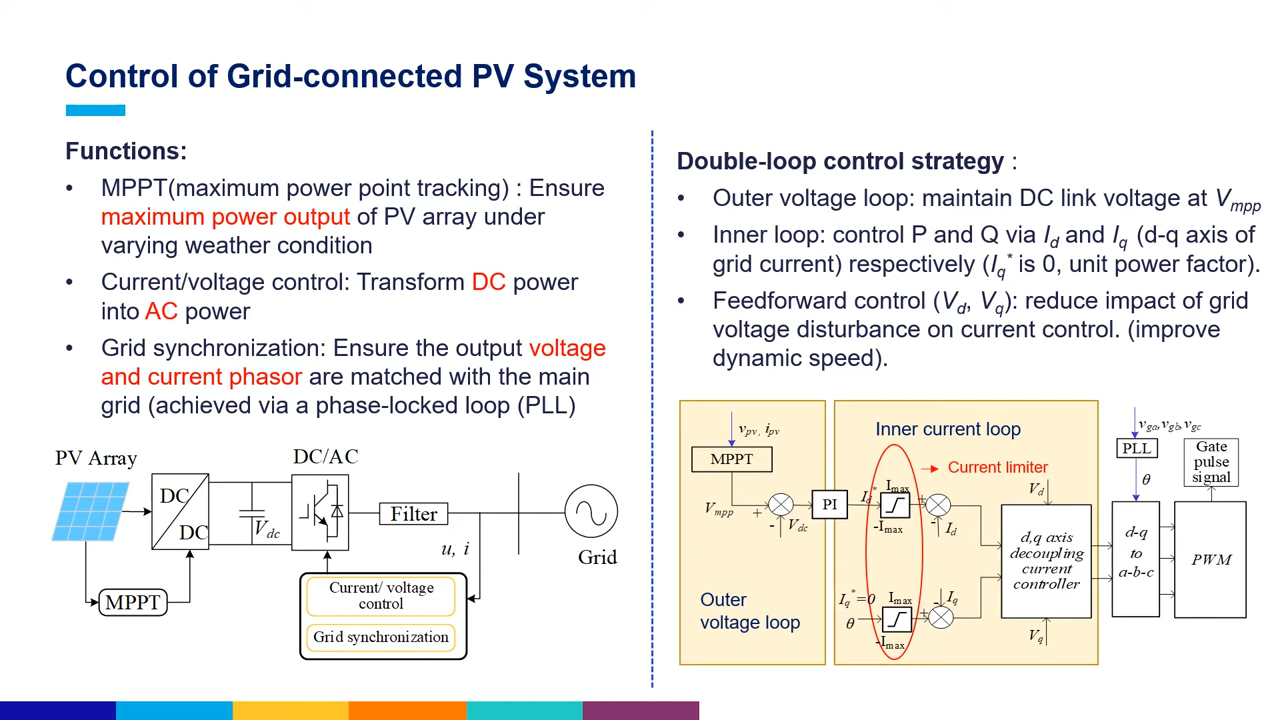 Control of Grid-connected PV System
Functions:
• MPPT(maximum power point tracking) : Ensure
maximum power output of PV array under
varying weather condition
• Current/voltage control: Transform DC power
into AC power
• Grid synchronization: Ensure the output voltage
and current phasor are matched with the main
grid (achieved via a phase-locked loop (PLL)
PV Array
DC
DC
MPPT
Vdc
DC/AC
Filter
u, i
Grid
Current/ voltage
control
Grid synchronization
Double-loop control strategy :
• Outer voltage loop: maintain DC link voltage at Vmpp
• Inner loop: control P and Q via Id and Iq (d-q axis of
grid current) respectively (Iq* is 0, unit power factor).
• Feedforward control (Vd, Vq): reduce impact of grid
voltage disturbance on current control. (improve
dynamic speed).
vpv, ipv
MPPT
Vmpp
+
-
Vdc
PI
Outer
voltage loop
Inner current loop
Current limiter
Id*
Imax
-Imax
+
-
Id
Iq*=0
θ
Imax
-Imax
+
-
Iq
Vd
d,q axis
decoupling
current
controller
Vq
vga,vgb,vgc
PLL
θ
d-q
to
a-b-c
Gate
pulse
signal
PWM